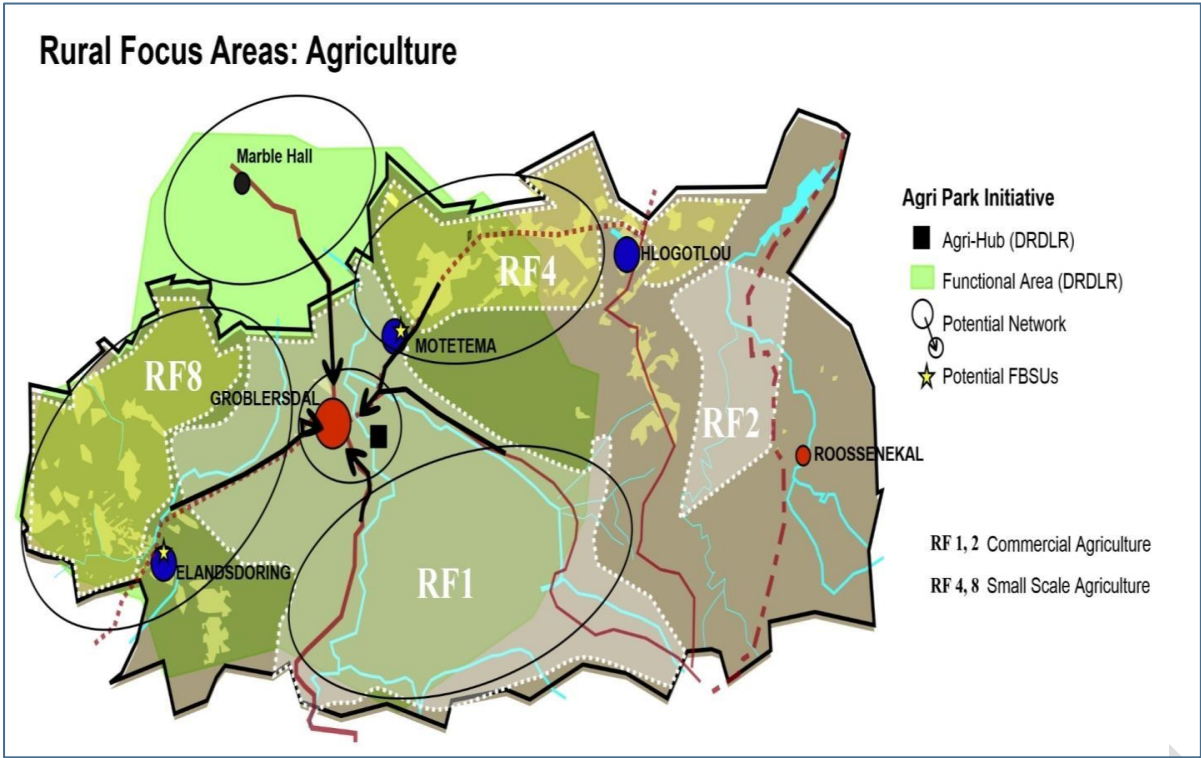 Rural Focus Areas: Agriculture
Marble Hall
Agri Park Initiative
Agri-Hub (DRDLR)
Functional Area (DRDLR)
Potential Network
Potential FBSUs
HLOGOTLOU
RF4
MOTETEMA
RF8
GROBLERSDAL
RF2
ROOSSENEKAL
RF 1, 2 Commercial Agriculture
RF 4, 8 Small Scale Agriculture
ELANDSDORING
RF1